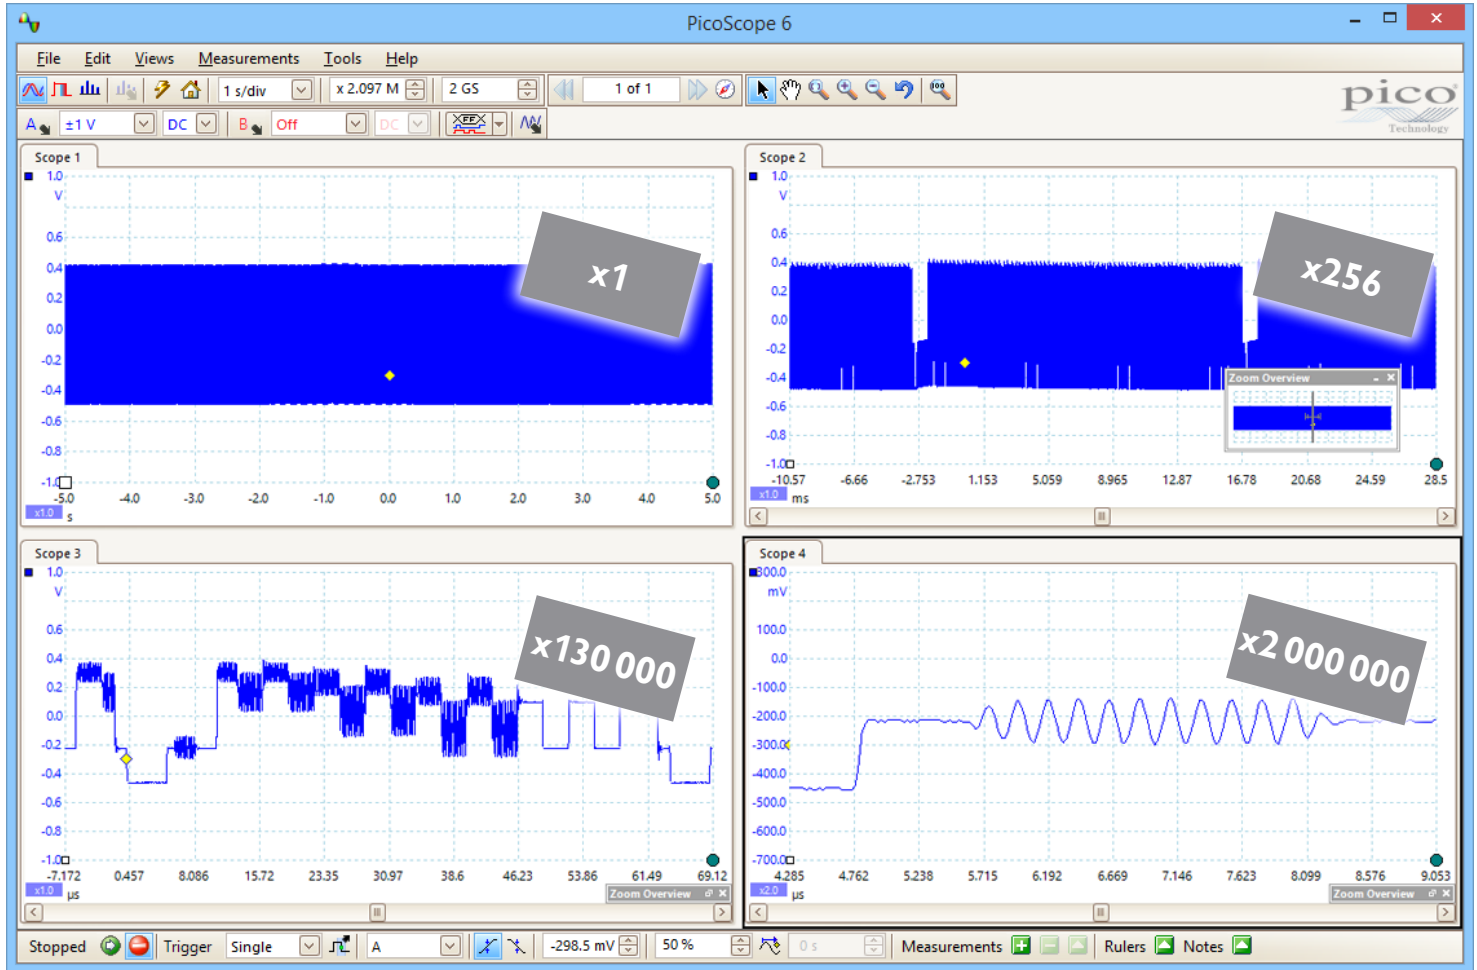 PicoScope 6
File Edit Views Measurements Tools Help
1 s/div x 2.097 M 2 GS 1 of 1
A ±1 V DC B Off DC
pico
Technology
Scope 1
1.0
V
0.6
0.4
0.2
0.0
-0.2
-0.4
-0.6
-0.8
-1.0
-5.0 -4.0 -3.0 -2.0 -1.0 0.0 1.0 2.0 3.0 4.0 5.0
x1.0 s
x1
Scope 2
1.0
V
0.6
0.4
0.2
0.0
-0.2
-0.4
-0.6
-0.8
-1.0
-10.57 -6.66 -2.753 1.153 5.059 8.965 12.87 16.78 20.68 24.59 28.5
x1.0 ms
x256
Zoom Overview
Scope 3
1.0
V
0.6
0.4
0.2
0.0
-0.2
-0.4
-0.6
-0.8
-1.0
-7.172 0.457 8.086 15.72 23.35 30.97 38.6 46.23 53.86 61.49 69.12
x1.0 µs
x130 000
Zoom Overview
Scope 4
300.0
mV
100.0
0.0
-100.0
-200.0
-300.0
-400.0
-500.0
-600.0
-700.0
4.285 4.762 5.238 5.715 6.192 6.669 7.146 7.623 8.099 8.576 9.053
x2.0 µs
x2 000 000
Zoom Overview
Stopped Trigger Single A -298.5 mV 50 % 0 s Measurements Rulers Notes